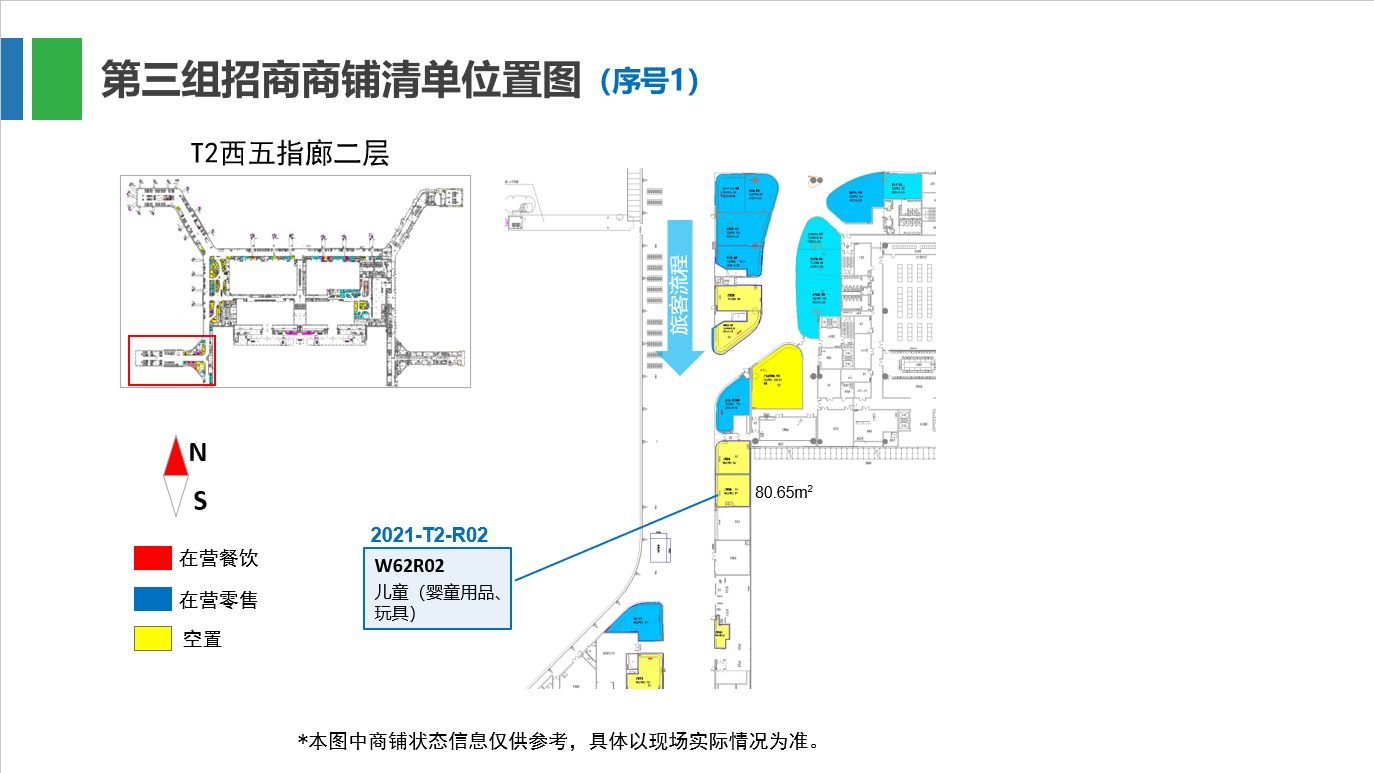 第三组招商商铺清单位置图（序号1）
T2西五指廊二层
旅客流程
N
S
80.65m²
2021-T2-R02
W62R02
儿童（婴童用品、
玩具）
在营餐饮
在营零售
空置
*本图中商铺状态信息仅供参考，具体以现场实际情况为准。